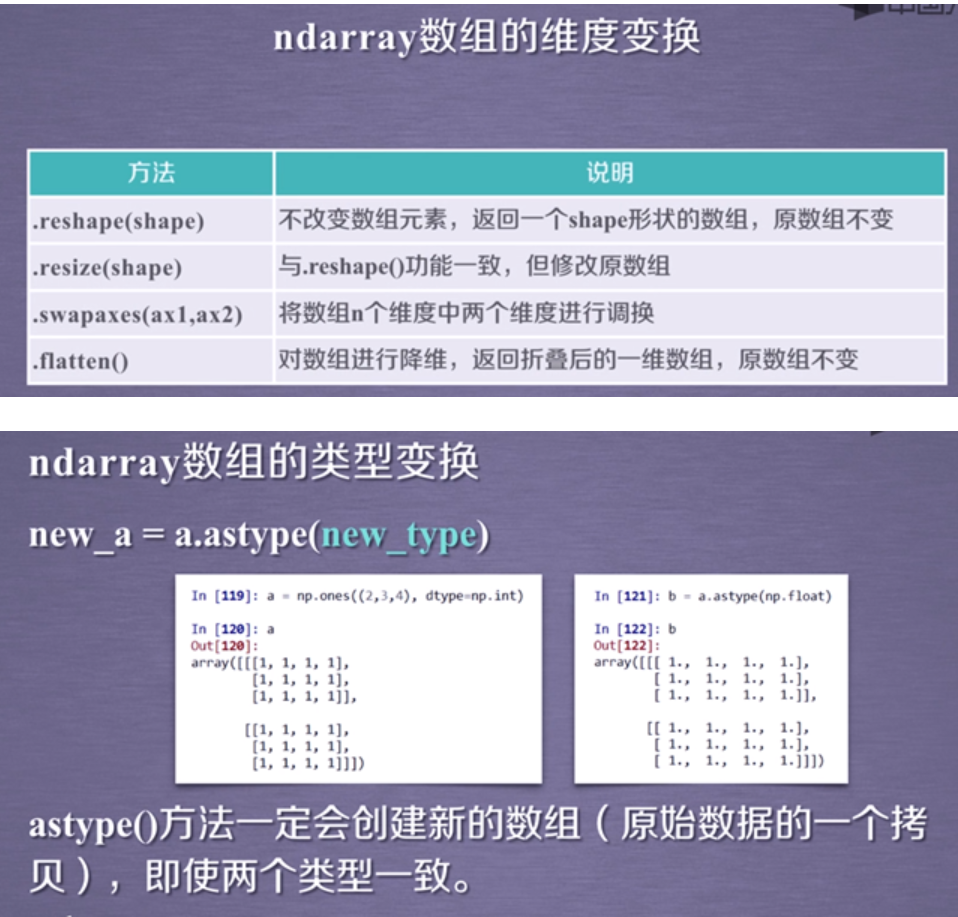 ndarray数组的维度变换
方法 说明
.reshape(shape) 不改变数组元素，返回一个shape形状的数组，原数组不变
.resize(shape) 与.reshape()功能一致，但修改原数组
.swapaxes(ax1,ax2) 将数组n个维度中两个维度进行调换
.flatten() 对数组进行降维，返回折叠后的一维数组，原数组不变
ndarray数组的类型变换
new_a = a.astype(new_type)
In [119]: a = np.ones((2,3,4), dtype=np.int)
In [120]: a
Out[120]:
array([[[1, 1, 1, 1],
[1, 1, 1, 1],
[1, 1, 1, 1]],
[[1, 1, 1, 1],
[1, 1, 1, 1],
[1, 1, 1, 1]]])
In [121]: b = a.astype(np.float)
In [122]: b
Out[122]:
array([[[ 1., 1., 1., 1.],
[ 1., 1., 1., 1.],
[ 1., 1., 1., 1.]],
[[ 1., 1., 1., 1.],
[ 1., 1., 1., 1.],
[ 1., 1., 1., 1.]]])
astype()方法一定会创建新的数组（原始数据的一个拷
贝），即使两个类型一致。